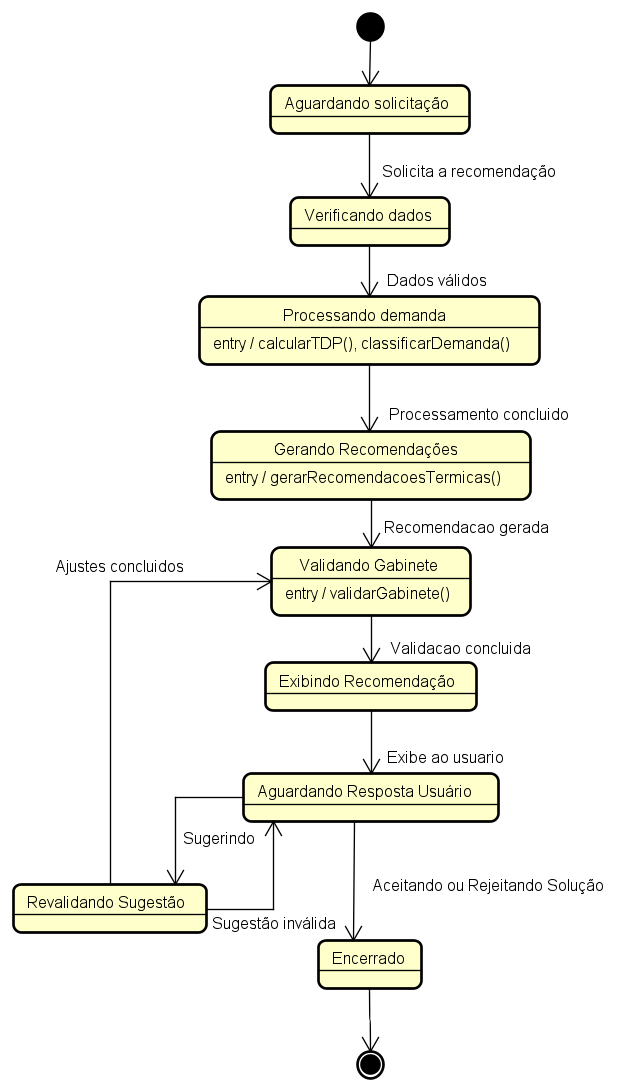 Aguardando solicitação
Solicita a recomendação
Verificando dados
Dados válidos
Processando demanda
entry / calcularTDP(), classificarDemanda()
Processamento concluido
Gerando Recomendações
entry / gerarRecomendacoesTermicas()
Recomendacao gerada
Ajustes concluidos
Validando Gabinete
entry / validarGabinete()
Validacao concluida
Exibindo Recomendação
Exibe ao usuario
Aguardando Resposta Usuário
Sugerindo
Aceitando ou Rejeitando Solução
Revalidando Sugestão
Sugestão inválida
Encerrado